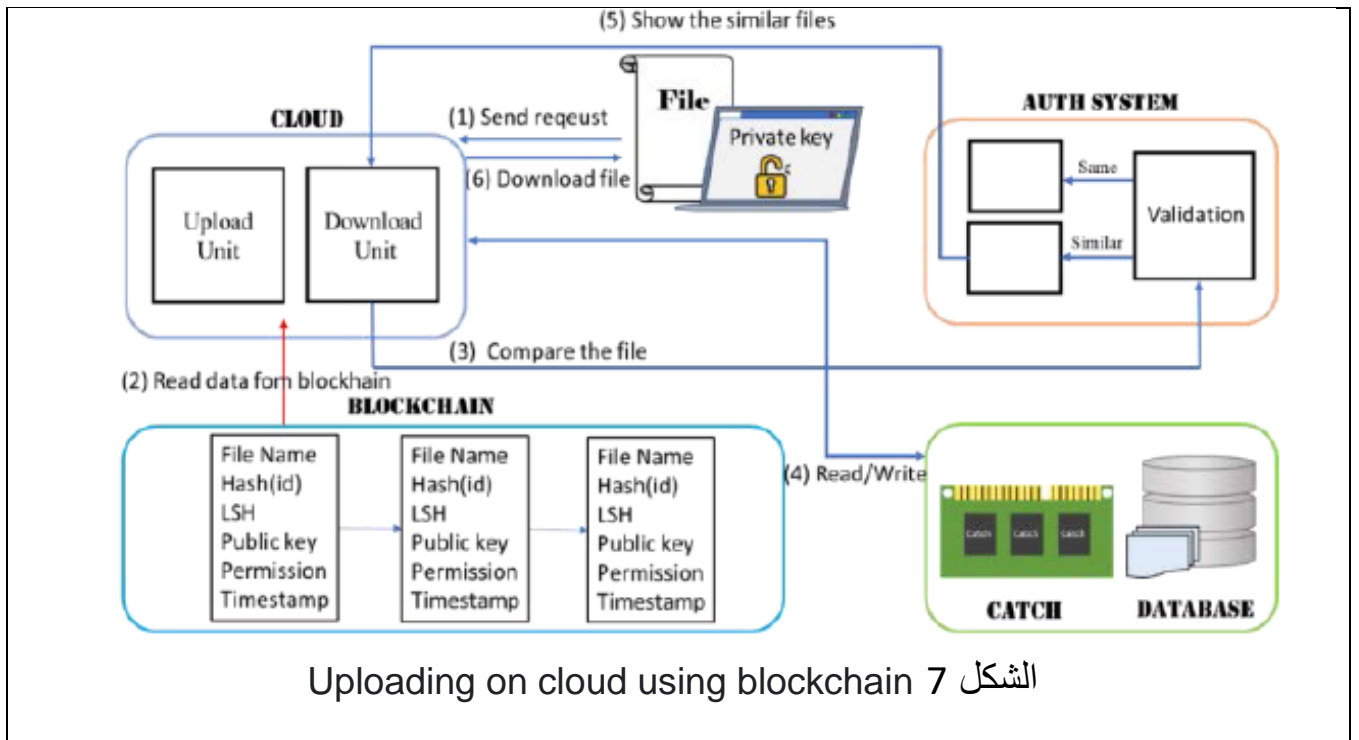 (5) Show the similar files
CLOUD
(1) Send reqeust
(6) Download file
File
Private key
AUTH SYSTEM
Upload
Unit
Download
Unit
Same
Similar
Validation
(3) Compare the file
(2) Read data fom blockhain
BLOCKCHAIN
File Name
Hash(id)
LSH
Public key
Permission
Timestamp
File Name
Hash(id)
LSH
Public key
Permission
Timestamp
File Name
Hash(id)
LSH
Public key
Permission
Timestamp
(4) Read/Write
Catch
Catch
Catch
CATCH
DATABASE
الشكل 7 Uploading on cloud using blockchain